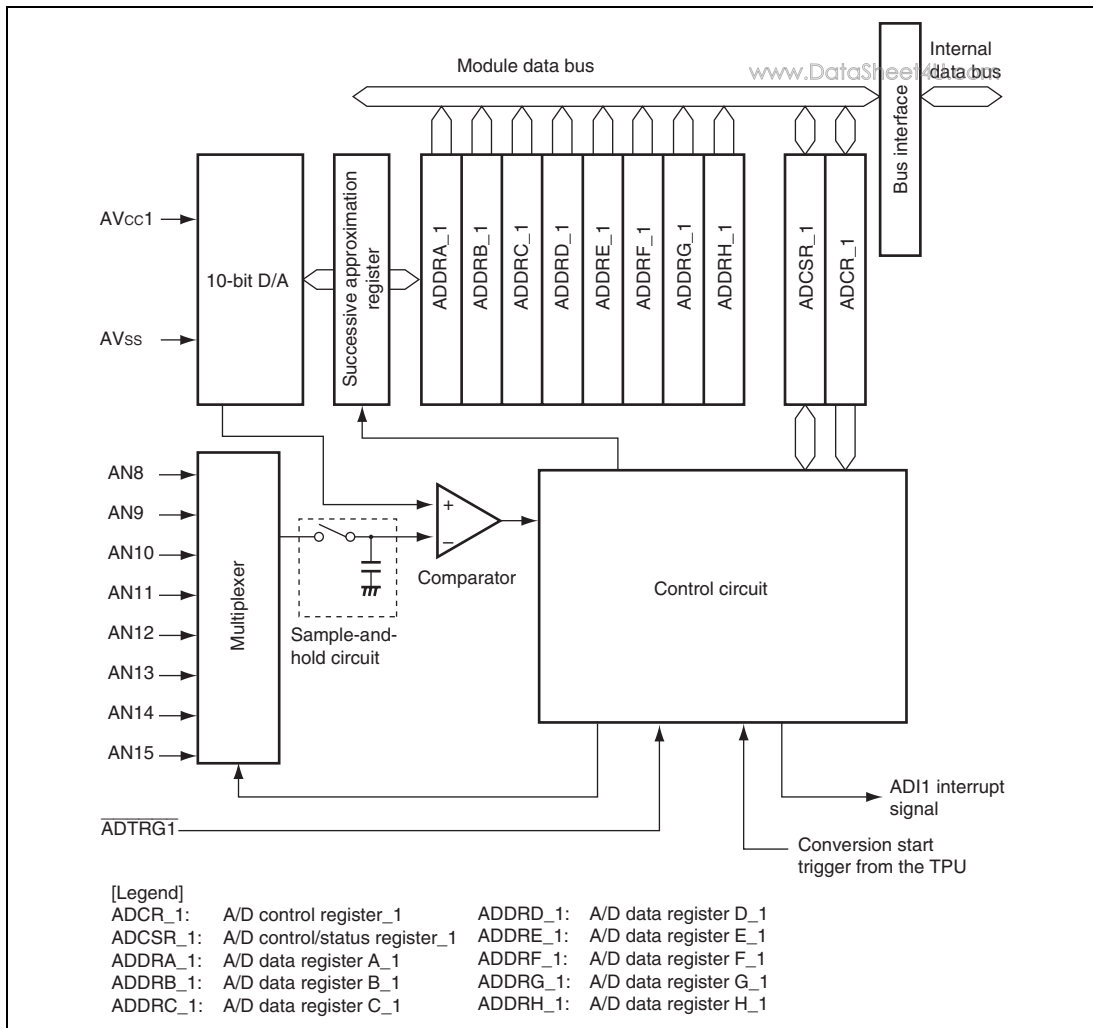 Module data bus
www.DataSheet4U.com
Internal
data bus
Bus interface
AVCC1
AVSS
10-bit D/A
Successive approximation
register
ADDRA_1
ADDRB_1
ADDRC_1
ADDRD_1
ADDRE_1
ADDRF_1
ADDRG_1
ADDRH_1
ADCSR_1
ADCR_1
AN8
AN9
AN10
AN11
AN12
AN13
AN14
AN15
Multiplexer
+
−
Comparator
Sample-and-
hold circuit
Control circuit
ADI1 interrupt
signal
ADTRG1
Conversion start
trigger from the TPU
[Legend]
ADCR_1: A/D control register_1
ADCSR_1: A/D control/status register_1
ADDRA_1: A/D data register A_1
ADDRB_1: A/D data register B_1
ADDRC_1: A/D data register C_1
ADDRD_1: A/D data register D_1
ADDRE_1: A/D data register E_1
ADDRF_1: A/D data register F_1
ADDRG_1: A/D data register G_1
ADDRH_1: A/D data register H_1